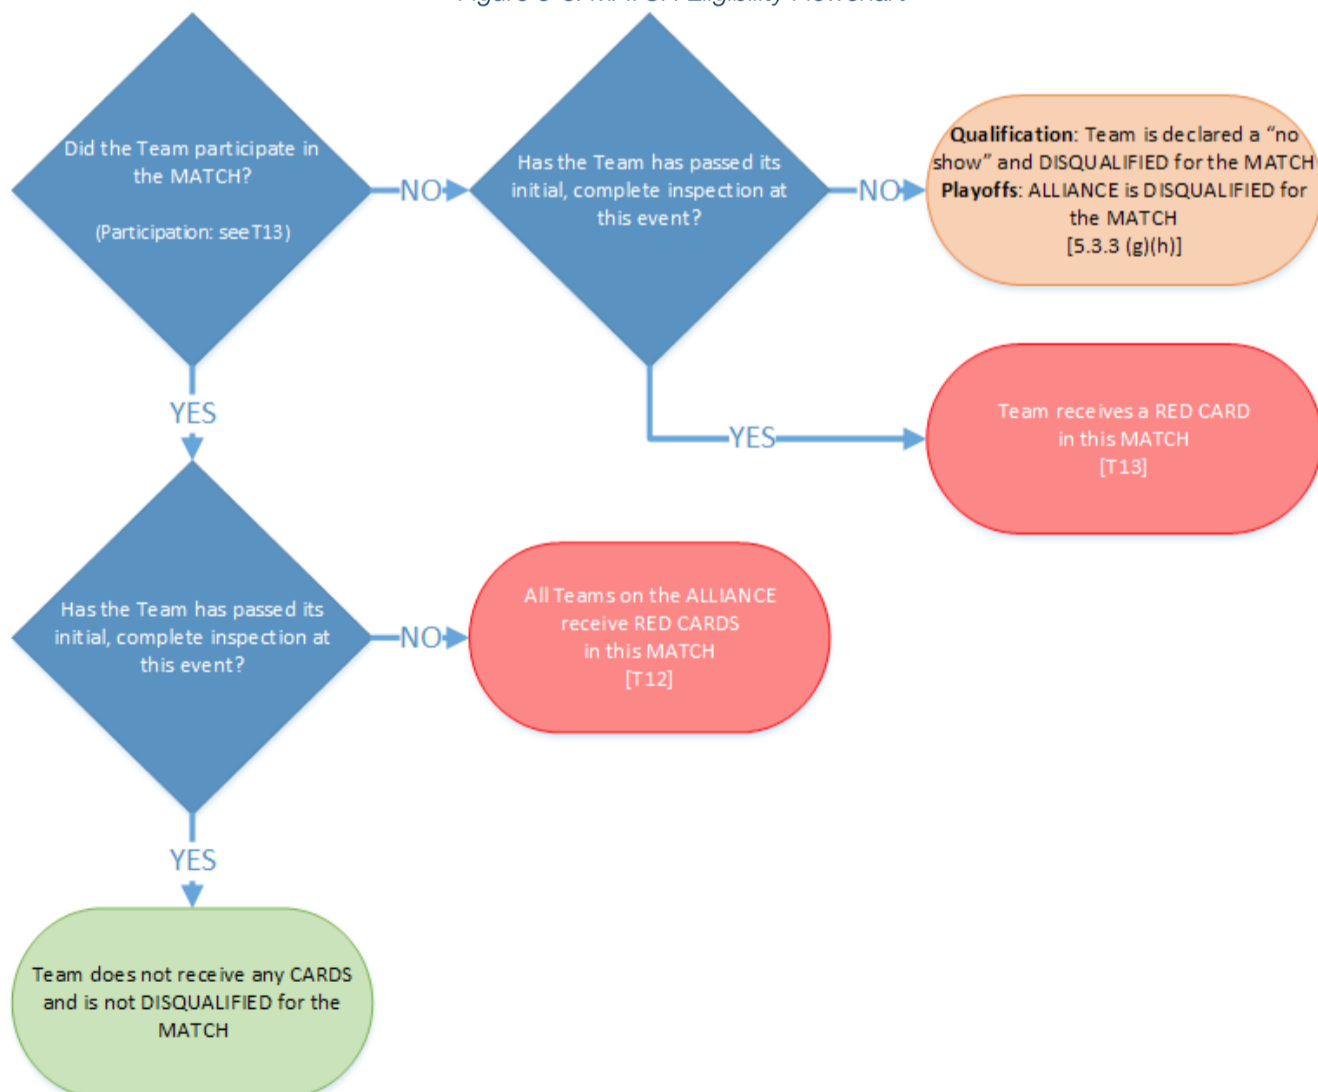 Did the Team participate in
the MATCH?
(Participation: see T13)
NO
Has the Team has passed its
initial, complete inspection at
this event?
NO
Qualification: Team is declared a “no
show” and DISQUALIFIED for the MATCH
Playoffs: ALLIANCE is DISQUALIFIED for
the MATCH
[5.3.3 (g)(h)]
YES
Team receives a RED CARD
in this MATCH
[T13]
YES
Has the Team has passed its
initial, complete inspection at
this event?
NO
All Teams on the ALLIANCE
receive RED CARDS
in this MATCH
[T12]
YES
Team does not receive any CARDS
and is not DISQUALIFIED for the
MATCH